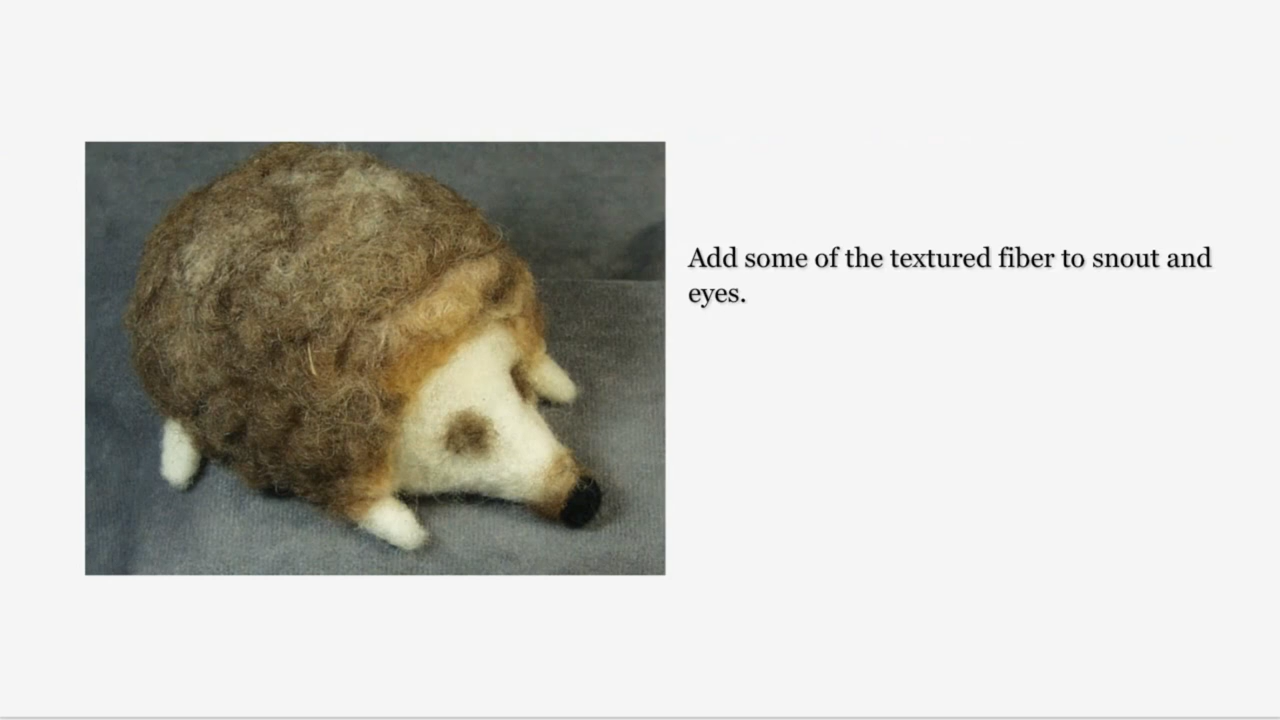 Add some of the textured fiber to snout and
eyes.